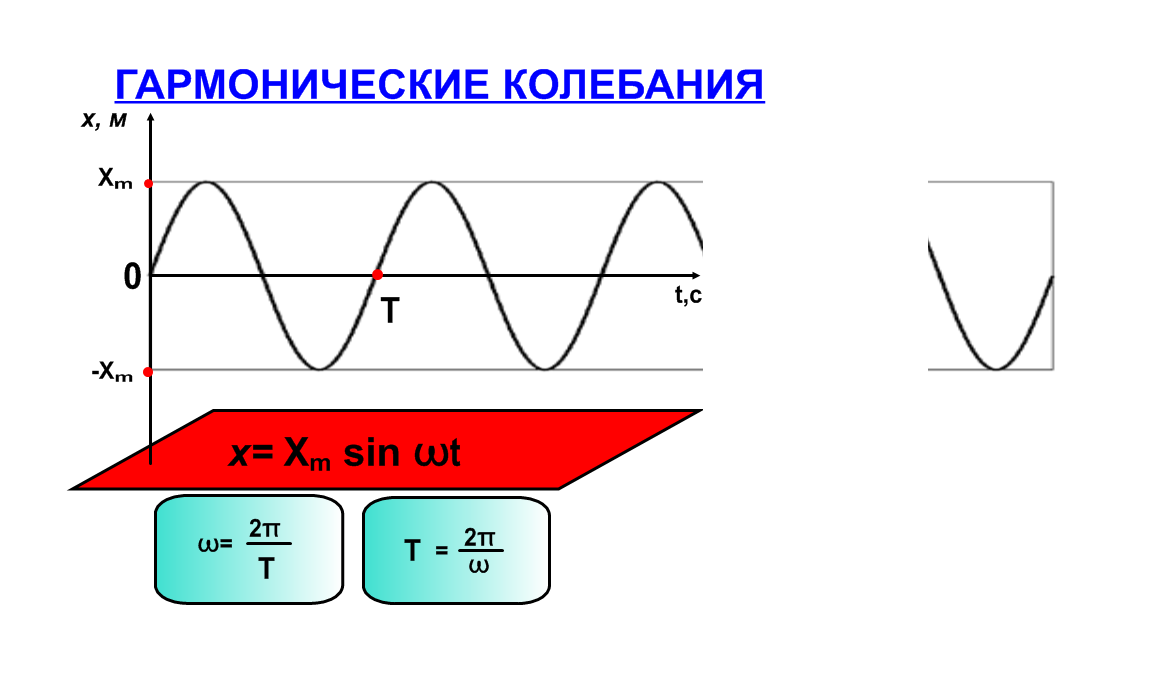 ГАРМОНИЧЕСКИЕ КОЛЕБАНИЯ
x, м
Xm
0
T
t,c
-Xm
x= Xm sin ωt
ω= 2π
T
T = 2π
ω